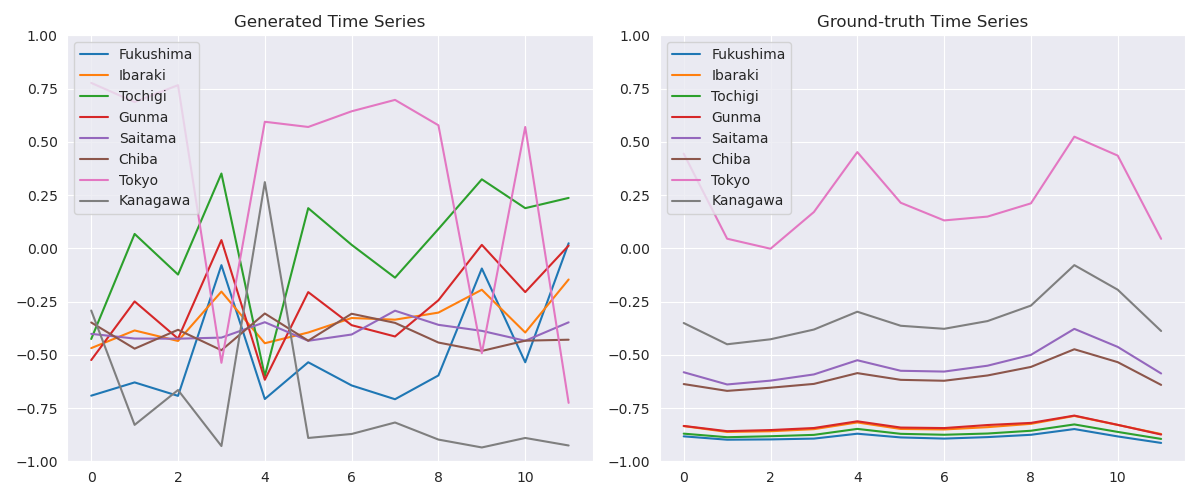 Generated Time Series
1.00
0.75
0.50
0.25
0.00
−0.25
−0.50
−0.75
−1.00
0 2 4 6 8 10
Fukushima
Ibaraki
Tochigi
Gunma
Saitama
Chiba
Tokyo
Kanagawa
Ground-truth Time Series
1.00
0.75
0.50
0.25
0.00
−0.25
−0.50
−0.75
−1.00
0 2 4 6 8 10
Fukushima
Ibaraki
Tochigi
Gunma
Saitama
Chiba
Tokyo
Kanagawa